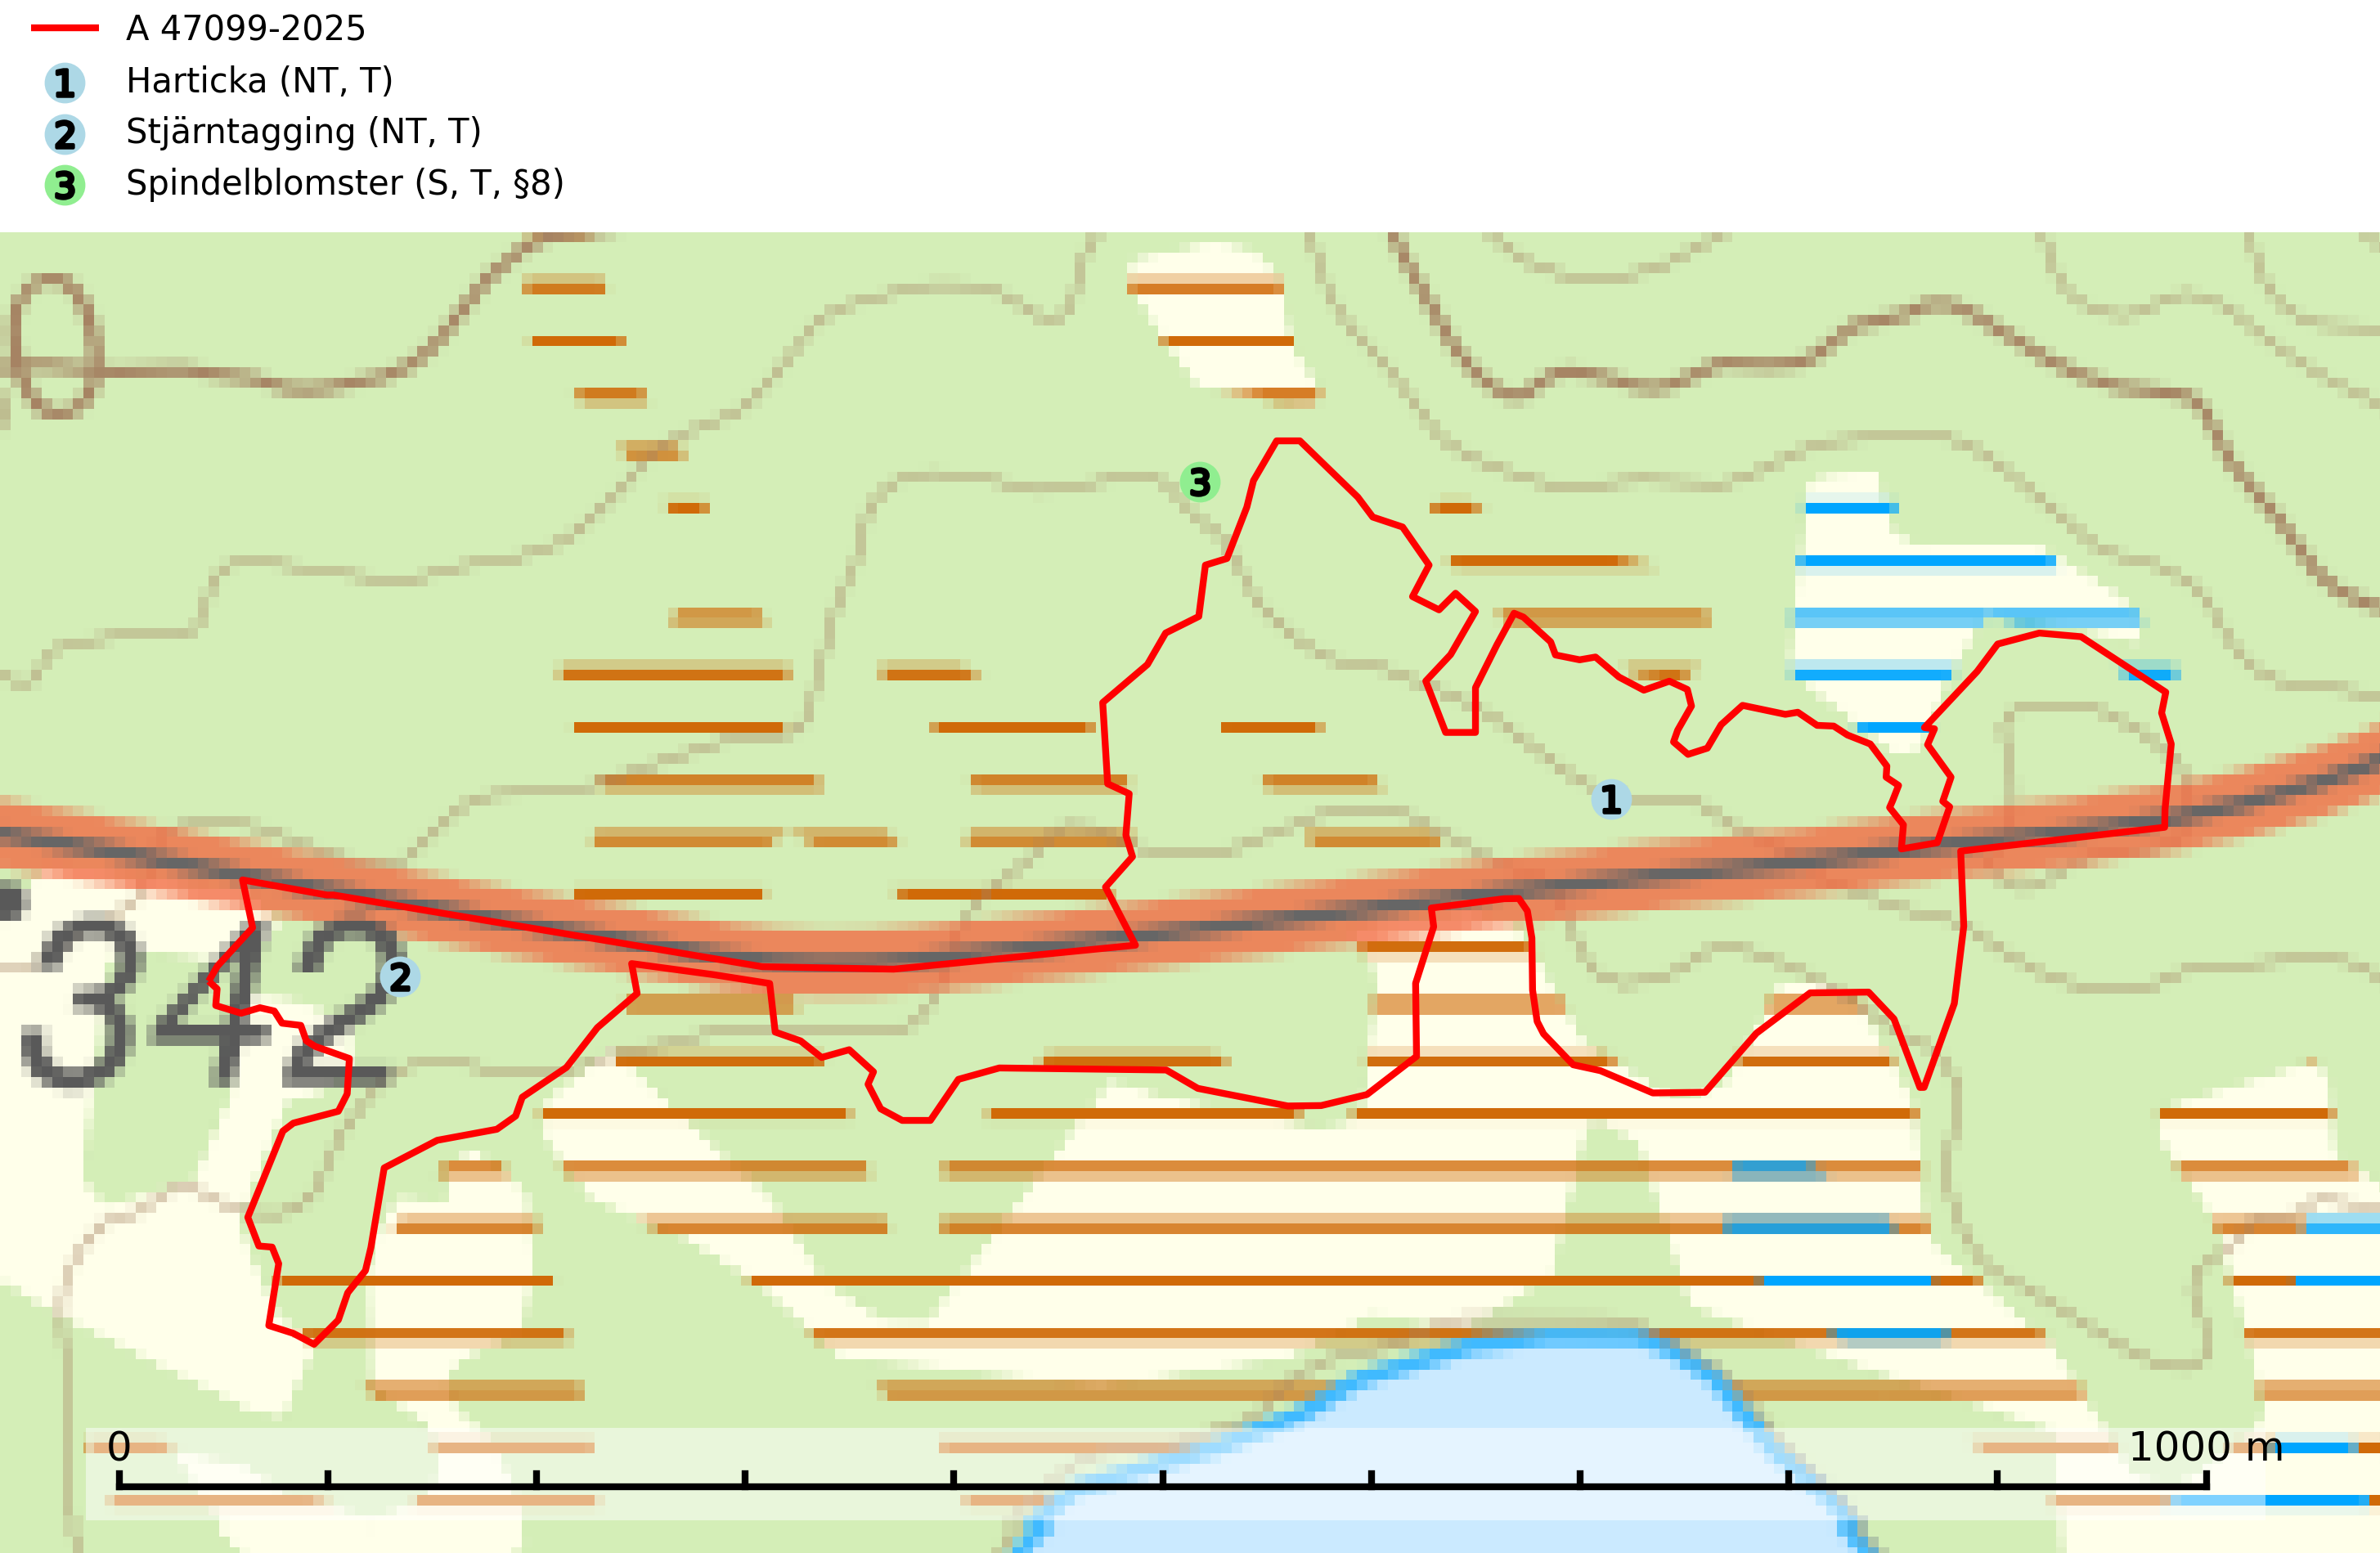 A 47099-2025
1 Harticka (NT, T)
2 Stjärntagging (NT, T)
3 Spindelblomster (S, T, §8)
3
1
342
2
0
1000 m